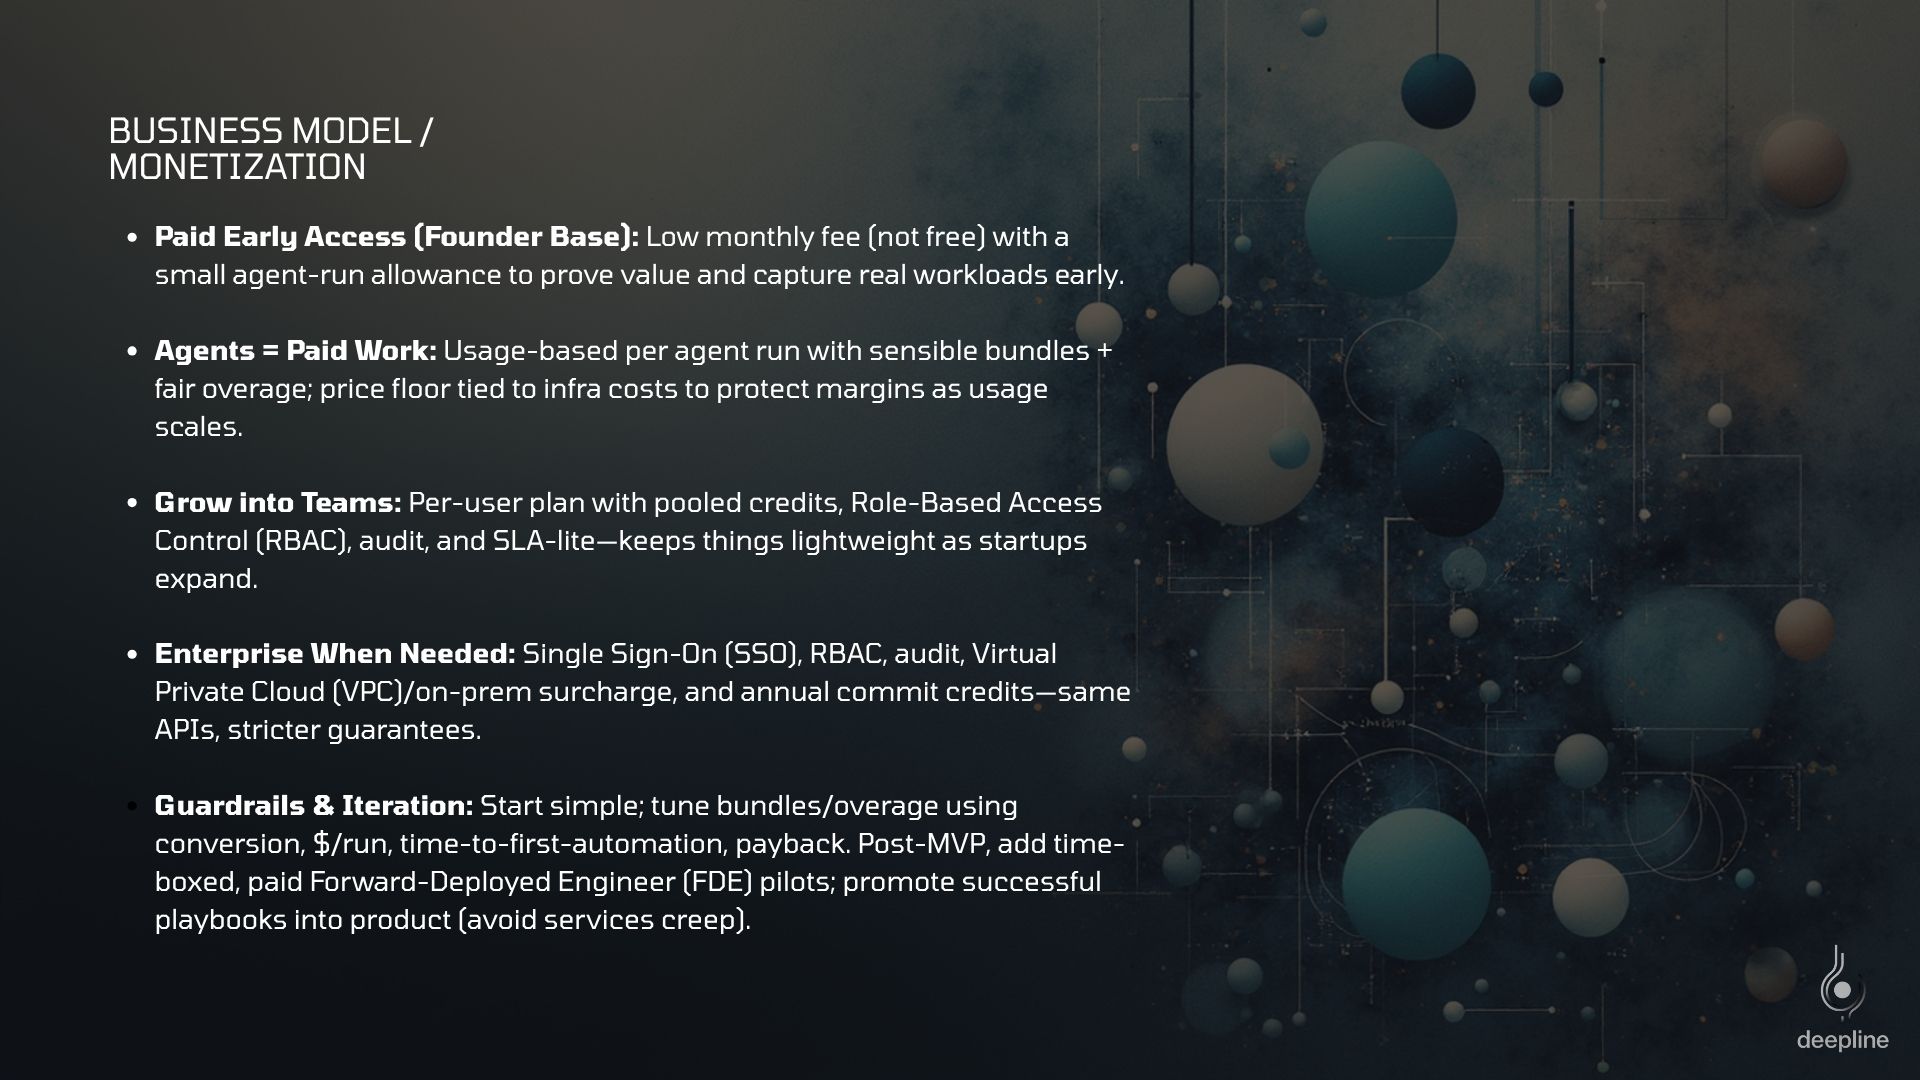 BUSINESS MODEL /
MONETIZATION
• Paid Early Access (Founder Base): Low monthly fee (not free) with a
small agent-run allowance to prove value and capture real workloads early.
• Agents = Paid Work: Usage-based per agent run with sensible bundles +
fair overage; price floor tied to infra costs to protect margins as usage
scales.
• Grow into Teams: Per-user plan with pooled credits, Role-Based Access
Control (RBAC), audit, and SLA-lite—keeps things lightweight as startups
expand.
• Enterprise When Needed: Single Sign-On (SSO), RBAC, audit, Virtual
Private Cloud (VPC)/on-prem surcharge, and annual commit credits—same
APIs, stricter guarantees.
• Guardrails & Iteration: Start simple; tune bundles/overage using
conversion, $/run, time-to-first-automation, payback. Post-MVP, add time-
boxed, paid Forward-Deployed Engineer (FDE) pilots; promote successful
playbooks into product (avoid services creep).
deepline